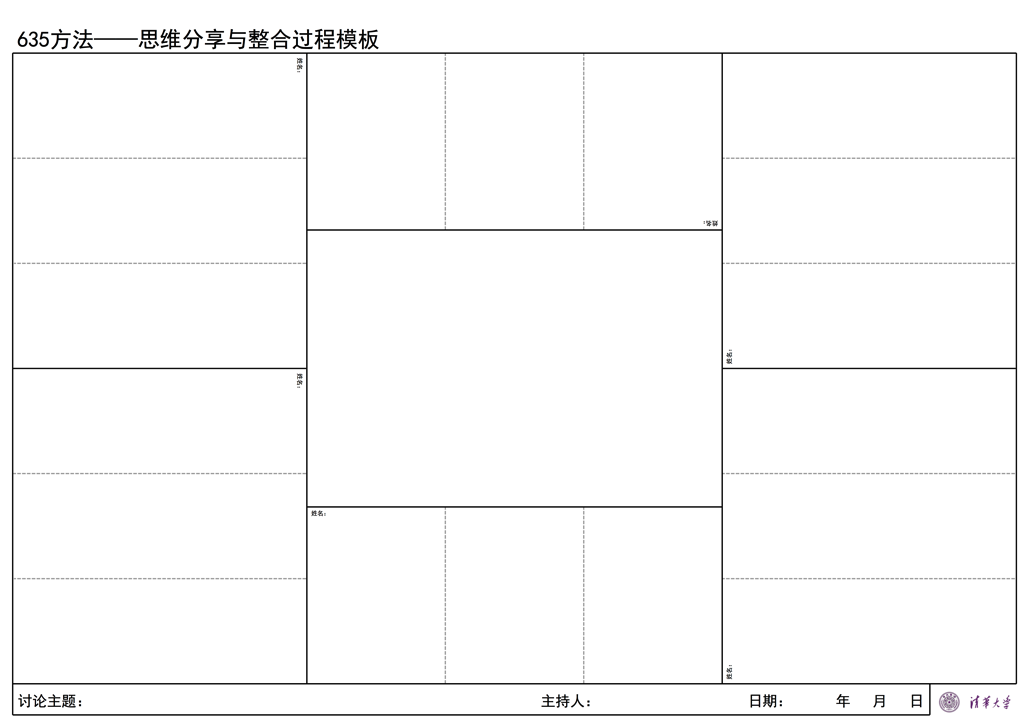 635方法——思维分享与整合过程模板
姓名：
姓名：
姓名：
姓名：
姓名：
姓名：
讨论主题：
主持人：
日期：
年 月 日
清华大学